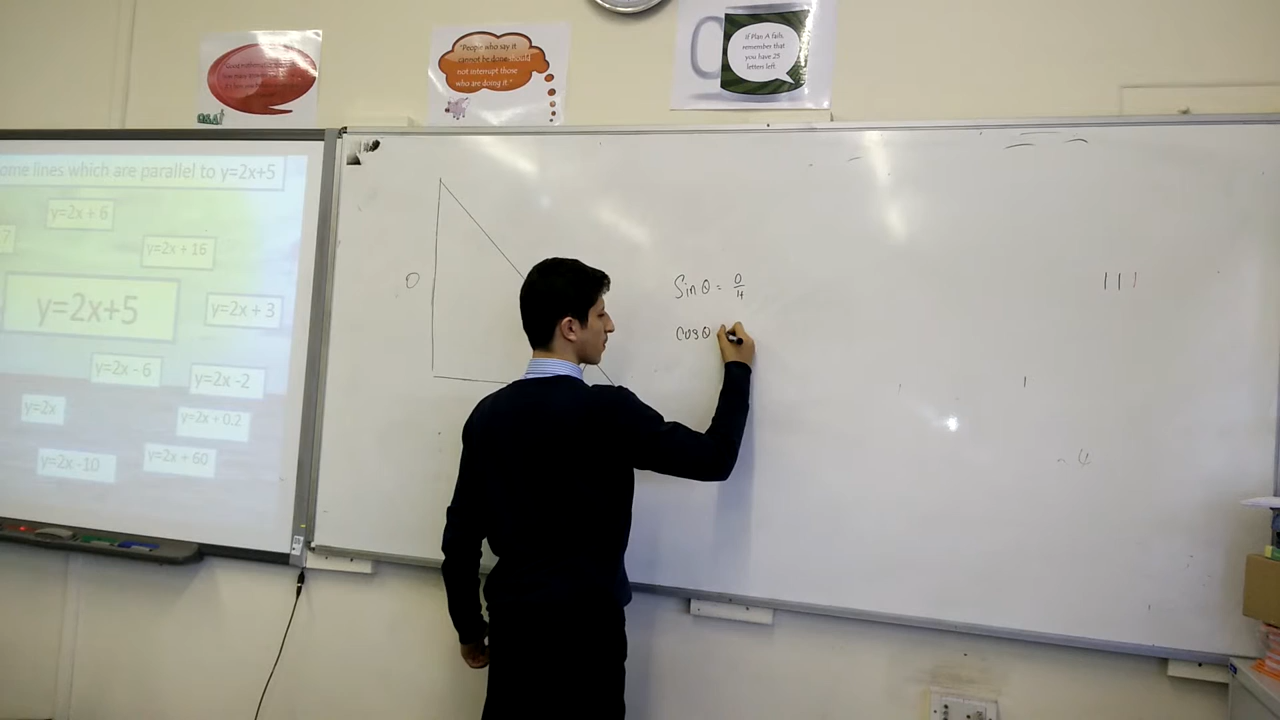 "People who say it
cannot be done should
not interrupt those
who are doing it."
If Plan A fails,
remember that
you have 25
letters left
ome lines which are parallel to y=2x+5
y=2x + 6
7
y=2x + 16
y=2x+5
y=2x + 3
y=2x - 6
y=2x -2
y=2x
y=2x + 0.2
y=2x -10
y=2x + 60
O
Sin θ = O/H
Cos θ